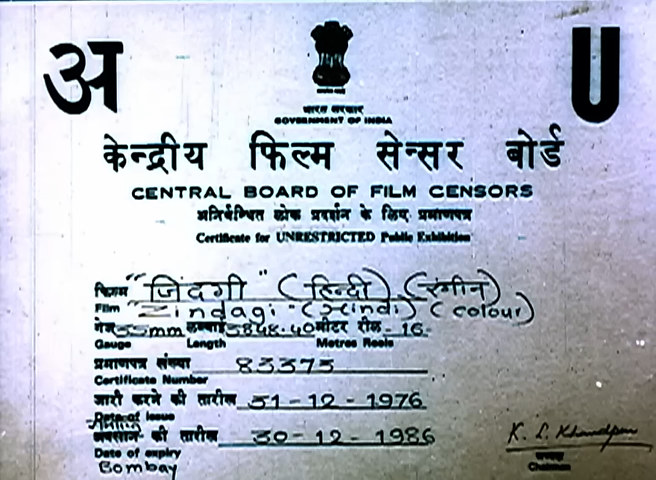 अ
U
भारत सरकार
GOVERNMENT OF INDIA
केन्द्रीय फिल्म सेन्सर बोर्ड
CENTRAL BOARD OF FILM CENSORS
अनिर्बन्धित लोक प्रदर्शन के लिए प्रमाणपत्र
Certificate for UNRESTRICTED Public Exhibition
फिल्म "जिंदगी" (हिन्दी) (रंगीन)
Film "Zindagi" (Hindi) (colour)
गेज 35mm लम्बाई 3848.40 मीटर रील -16-
Gauge Length Metres Reels
प्रमाणपत्र संख्या 83375
Certificate Number
जारी करने की तारीख 31-12-1976
Date of issue
अवसान की तारीख 30-12-1986
Date of expiry
Bombay
K. L. Khandpur
अध्यक्ष
Chairman